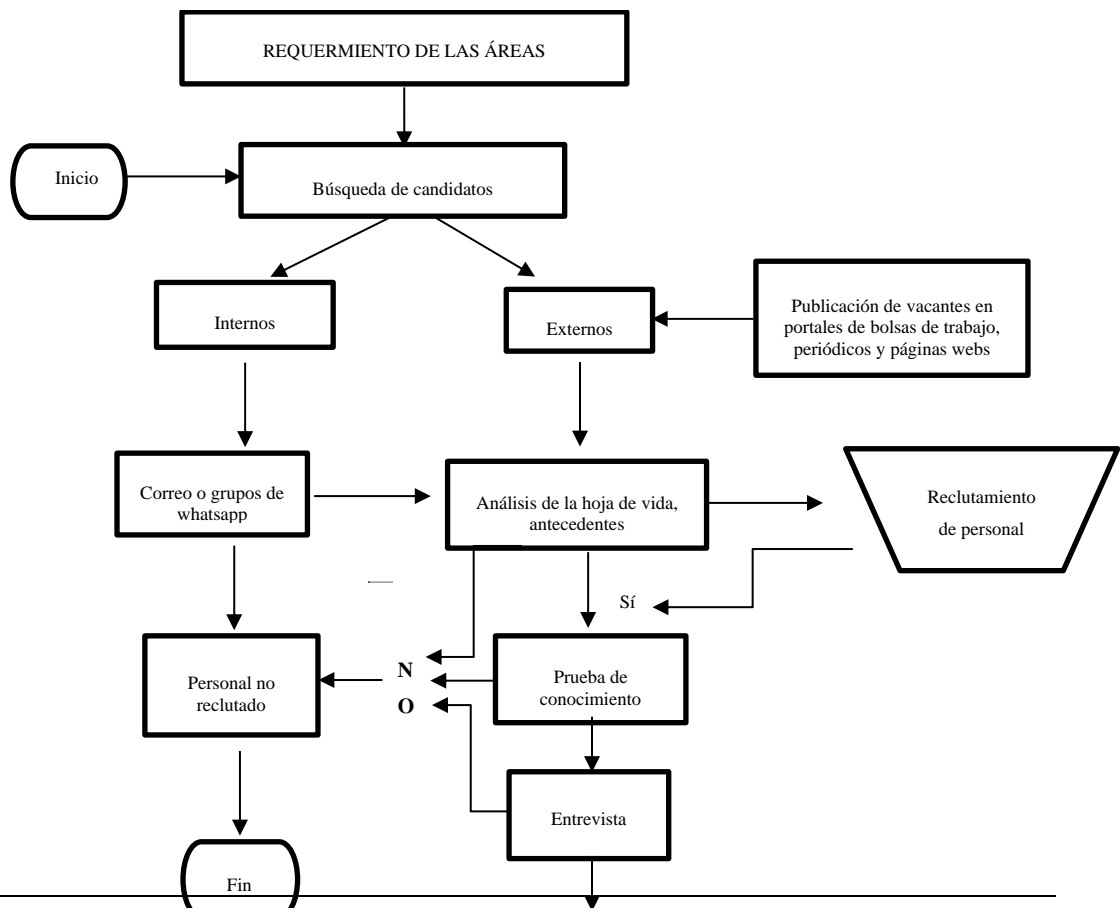 REQUERMIENTO DE LAS ÁREAS
Inicio
Búsqueda de candidatos
Internos
Externos
Publicación de vacantes en
portales de bolsas de trabajo,
periódicos y páginas webs
Correo o grupos de
whatsapp
Análisis de la hoja de vida,
antecedentes
Reclutamiento
de personal
Sí
Personal no
reclutado
N
O
Prueba de
conocimiento
Entrevista
Fin